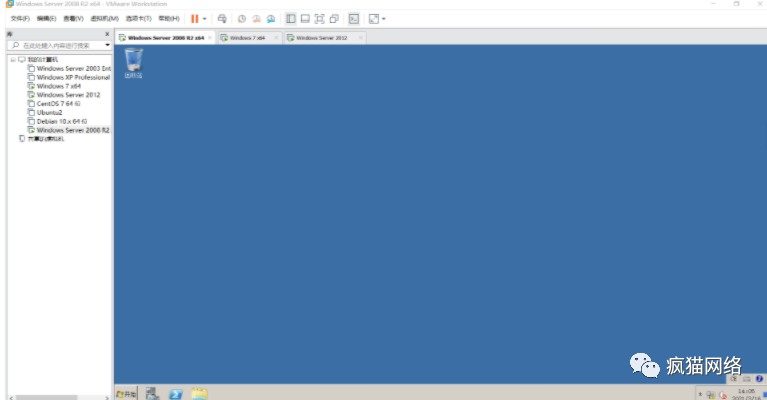 Windows Server 2008 R2 x64 - VMware Workstation
文件(F) 编辑(E) 查看(V) 虚拟机(M) 选项卡(T) 帮助(H)
库
在此处键入内容进行搜索
Windows Server 2008 R2 x64 Windows 7 x64 Windows Server 2012
我的计算机
Windows Server 2003 Ent
Windows XP Professional
Windows 7 x64
Windows Server 2012
CentOS 7 64 位
Ubuntu2
Debian 10.x 64 位
Windows Server 2008 R2
共享的虚拟机
回收站
疯猫网络
开始